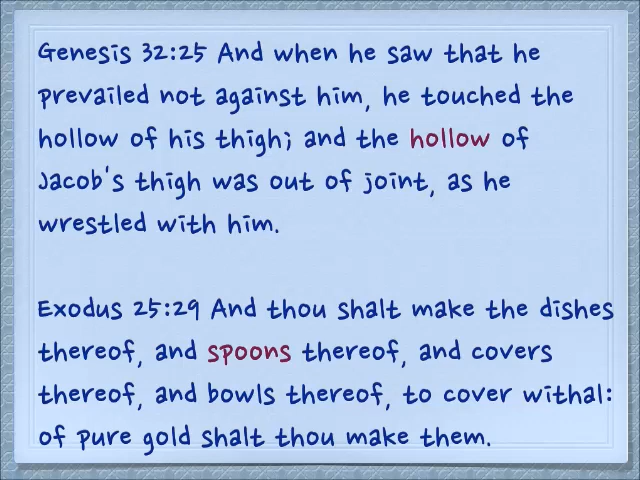 Genesis 32:25 And when he saw that he
prevailed not against him, he touched the
hollow of his thigh; and the hollow of
Jacob's thigh was out of joint, as he
wrestled with him.
Exodus 25:29 And thou shalt make the dishes
thereof, and spoons thereof, and covers
thereof, and bowls thereof, to cover withal:
of pure gold shalt thou make them.